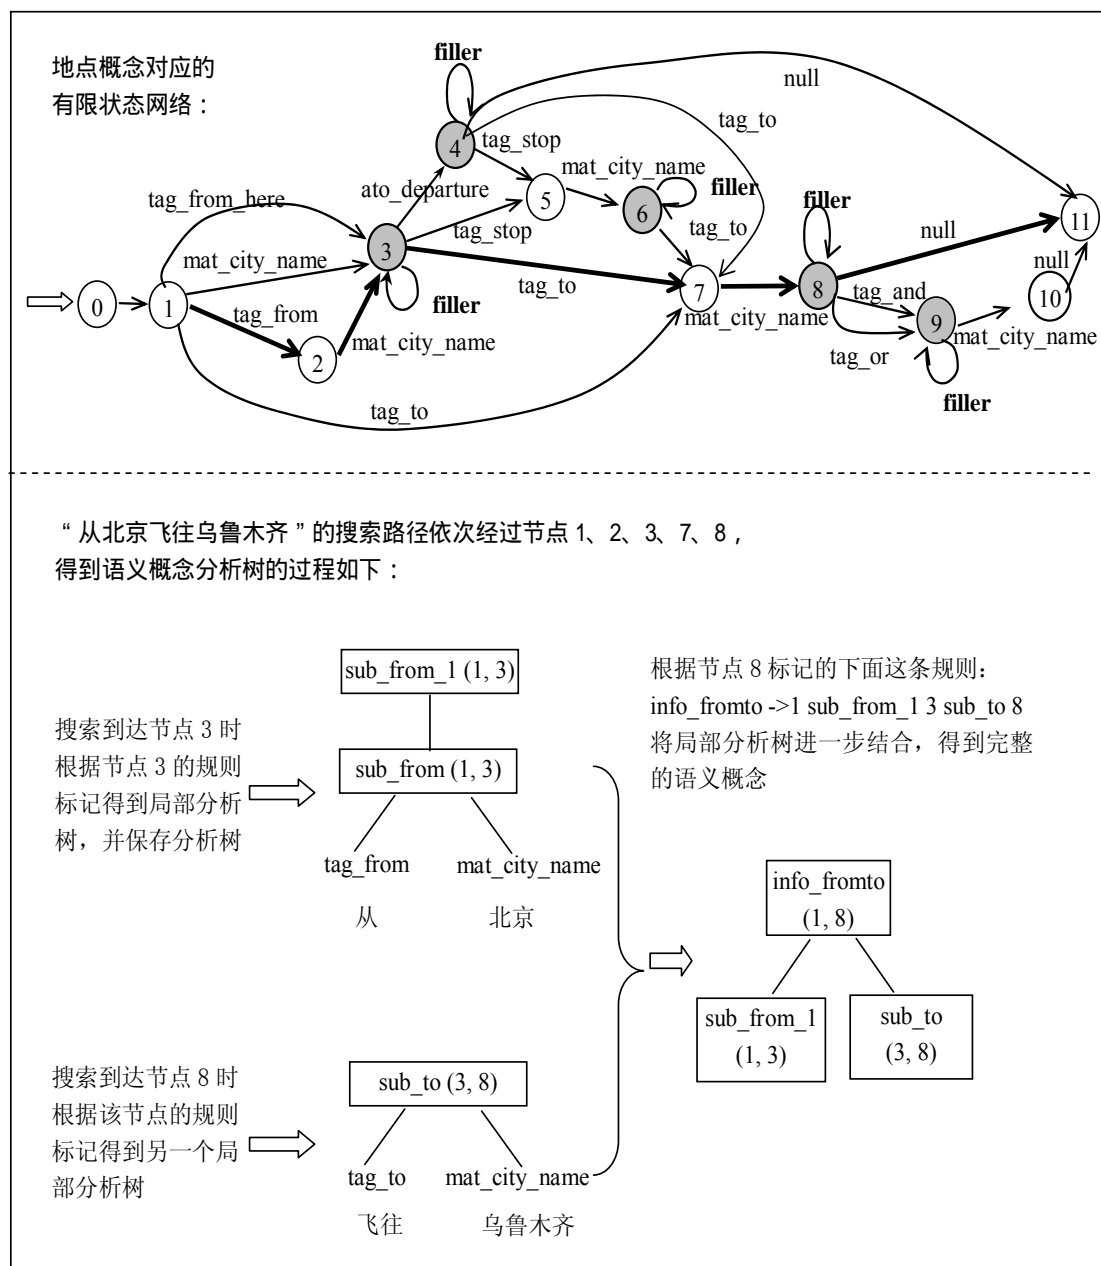 地点概念对应的
有限状态网络：
filler
null
tag_to
4
tag_stop
mat_city_name
ato_departure
5
filler
tag_from_here
6
filler
11
tag_stop
tag_to
null
3
mat_city_name
null
0
1
filler
tag_to
7
8
tag_and
10
tag_from
mat_city_name
9
2
mat_city_name
mat_city_name
tag_or
tag_to
filler
“从北京飞往乌鲁木齐”的搜索路径依次经过节点 1、2、3、7、8，
得到语义概念分析树的过程如下：
sub_from_1 (1, 3)
根据节点 8 标记的下面这条规则：
info_fromto ->1 sub_from_1 3 sub_to 8
将局部分析树进一步结合，得到完整
的语义概念
搜索到达节点 3 时
根据节点 3 的规则
标记得到局部分析
树，并保存分析树
sub_from (1, 3)
tag_from
mat_city_name
从
北京
info_fromto
(1, 8)
sub_from_1
(1, 3)
sub_to
(3, 8)
搜索到达节点 8 时
根据该节点的规则
标记得到另一个局
部分析树
sub_to (3, 8)
tag_to
mat_city_name
飞往
乌鲁木齐